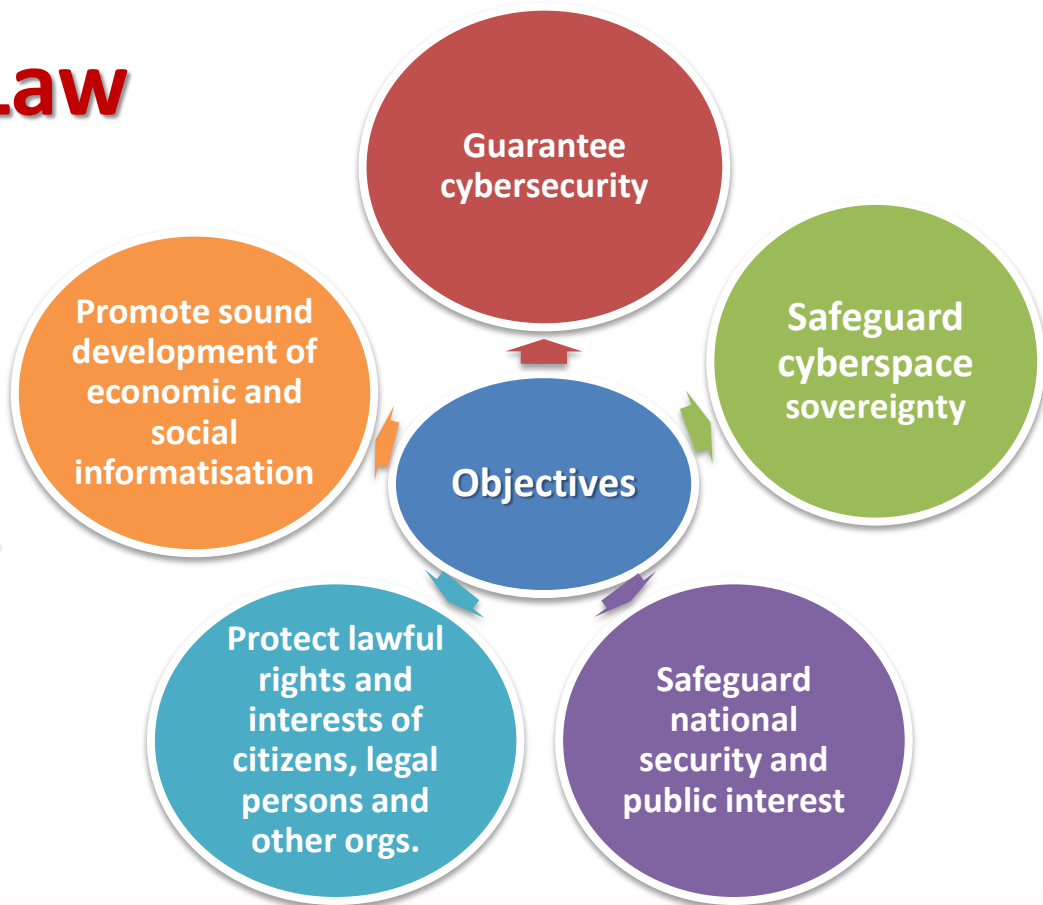 Law
Guarantee
cybersecurity
Safeguard
cyberspace
sovereignty
Safeguard
national
security and
public interest
Protect lawful
rights and
interests of
citizens, legal
persons and
other orgs.
Promote sound
development of
economic and
social
informatisation
Objectives